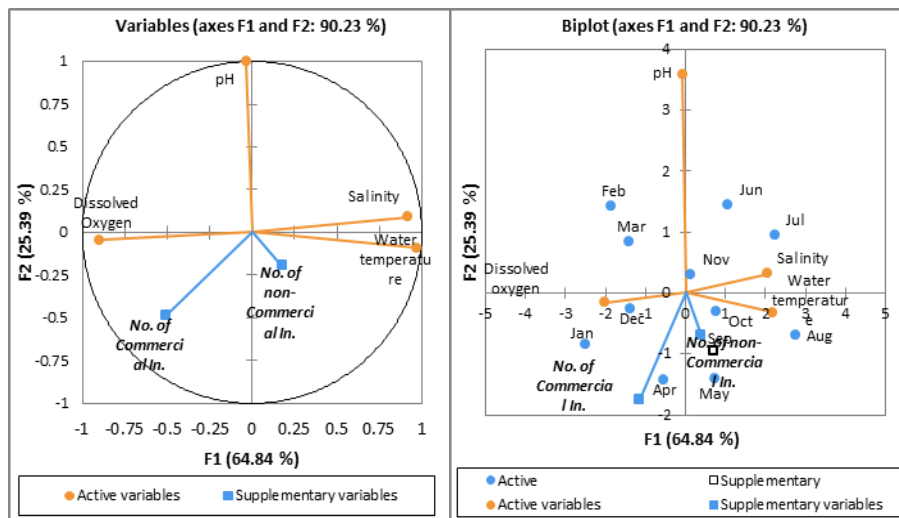 Variables (axes F1 and F2: 90.23 %)
1
0.75
0.5
0.25
0
-0.25
-0.5
-0.75
-1
F2 (25.39 %)
pH
Dissolved
Oxygen
Salinity
Water
temperatu
re
No. of
non-
Commerci
al In.
No. of
Commerci
al In.
-1 -0.75 -0.5 -0.25 0 0.25 0.5 0.75 1
F1 (64.84 %)
Active variables Supplementary variables
Biplot (axes F1 and F2: 90.23 %)
4
3
2
1
0
-1
-2
F2 (25.39 %)
pH
Feb
Jun
Mar
Jul
Nov
Salinity
Dissolved
oxygen
Water
temperatur
e
Dec
Oct
Jan
Sep
Aug
No. of non-
Commercia
l In.
No. of
Commercia
l In.
Apr
May
-5 -4 -3 -2 -1 0 1 2 3 4 5
F1 (64.84 %)
Active Supplementary
Active variables Supplementary variables